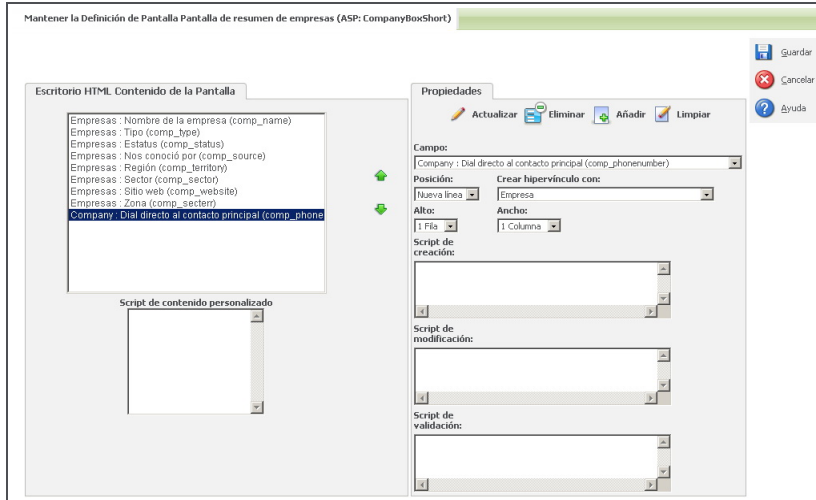 Mantener la Definición de Pantalla Pantalla de resumen de empresas (ASP: CompanyBoxShort)
Guardar
Cancelar
Ayuda
Escritorio HTML Contenido de la Pantalla
Empresas : Nombre de la empresa (comp_name)
Empresas : Tipo (comp_type)
Empresas : Estatus (comp_status)
Empresas : Nos conoció por (comp_source)
Empresas : Región (comp_territory)
Empresas : Sector (comp_sector)
Empresas : Sitio web (comp_website)
Empresas : Zona (comp_secterr)
Company : Dial directo al contacto principal (comp_phone
Script de contenido personalizado
Propiedades
Actualizar Eliminar Añadir Limpiar
Campo:
Company : Dial directo al contacto principal (comp_phonenumber)
Posición: Crear hipervínculo con:
Nueva línea Empresa
Alto: Ancho:
1 Fila 1 Columna
Script de
creación:
Script de
modificación:
Script de
validación: